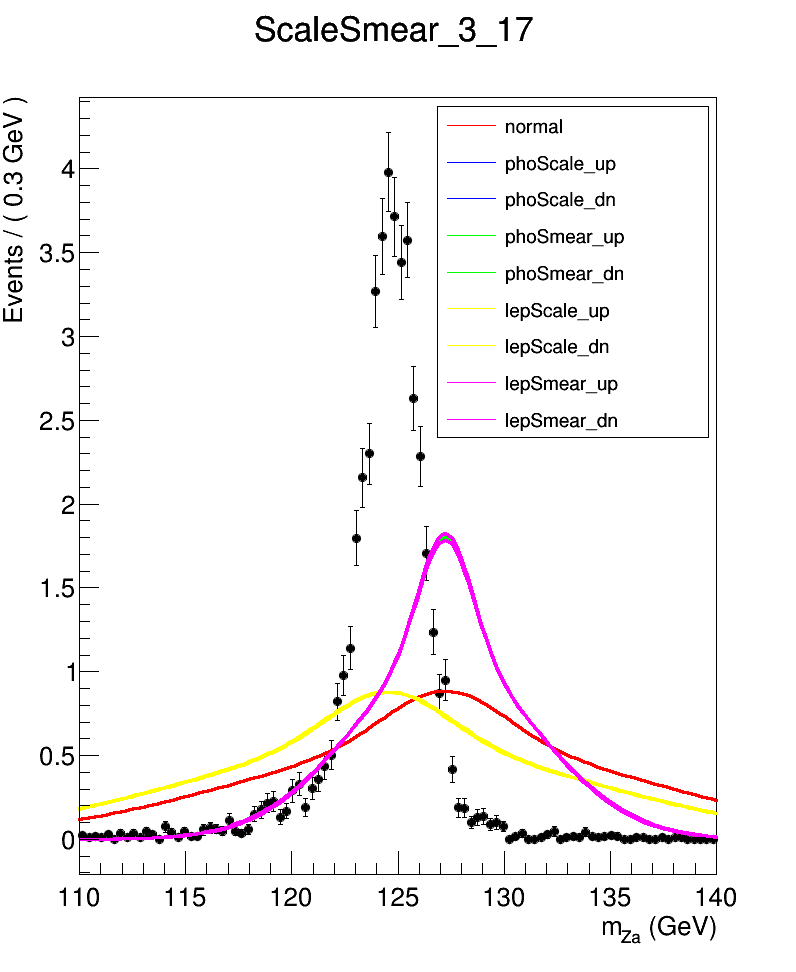 ScaleSmear_3_17
Events / ( 0.3 GeV )
4
3.5
3
2.5
2
1.5
1
0.5
0
normal
phoScale_up
phoScale_dn
phoSmear_up
phoSmear_dn
lepScale_up
lepScale_dn
lepSmear_up
lepSmear_dn
110 115 120 125 130 135 140
m_Za (GeV)